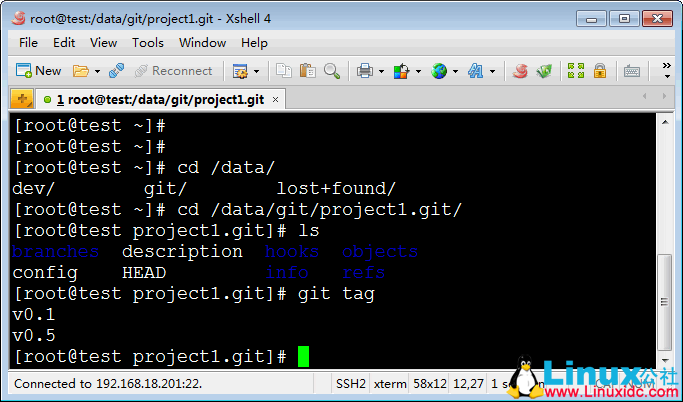 root@test:/data/git/project1.git - Xshell 4
File Edit View Tools Window Help
New Reconnect
1 root@test:/data/git/project1.git
[root@test ~]#
[root@test ~]#
[root@test ~]# cd /data/
dev/ git/ lost+found/
[root@test ~]# cd /data/git/project1.git/
[root@test project1.git]# ls
branches description hooks objects
config HEAD info refs
[root@test project1.git]# git tag
v0.1
v0.5
[root@test project1.git]#
Connected to 192.168.18.201:22. SSH2 xterm 58x12 12,27 1 NUM
Linux公社
www.Linuxidc.com